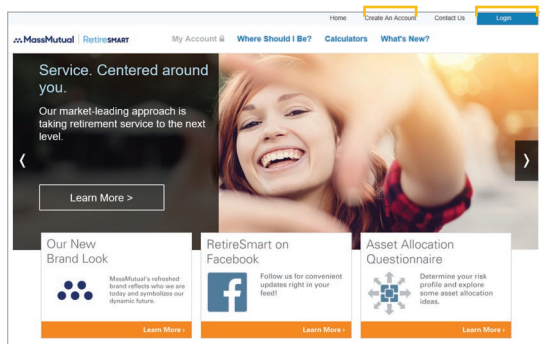 Home Create An Account Contact Us Login
MassMutual RETIRESMART My Account Where Should I Be? Calculators What's New?
Service. Centered around
you.
Our market-leading approach is
taking retirement service to the next
level.
Learn More >
Our New
Brand Look
MassMutual's refreshed
brand reflects who we are
today and symbolizes our
dynamic future.
Learn More ›
RetireSmart on
Facebook
Follow us for convenient
updates right in your
feed!
Learn More ›
Asset Allocation
Questionnaire
Determine your risk
profile and explore
some asset allocation
ideas.
Learn More ›